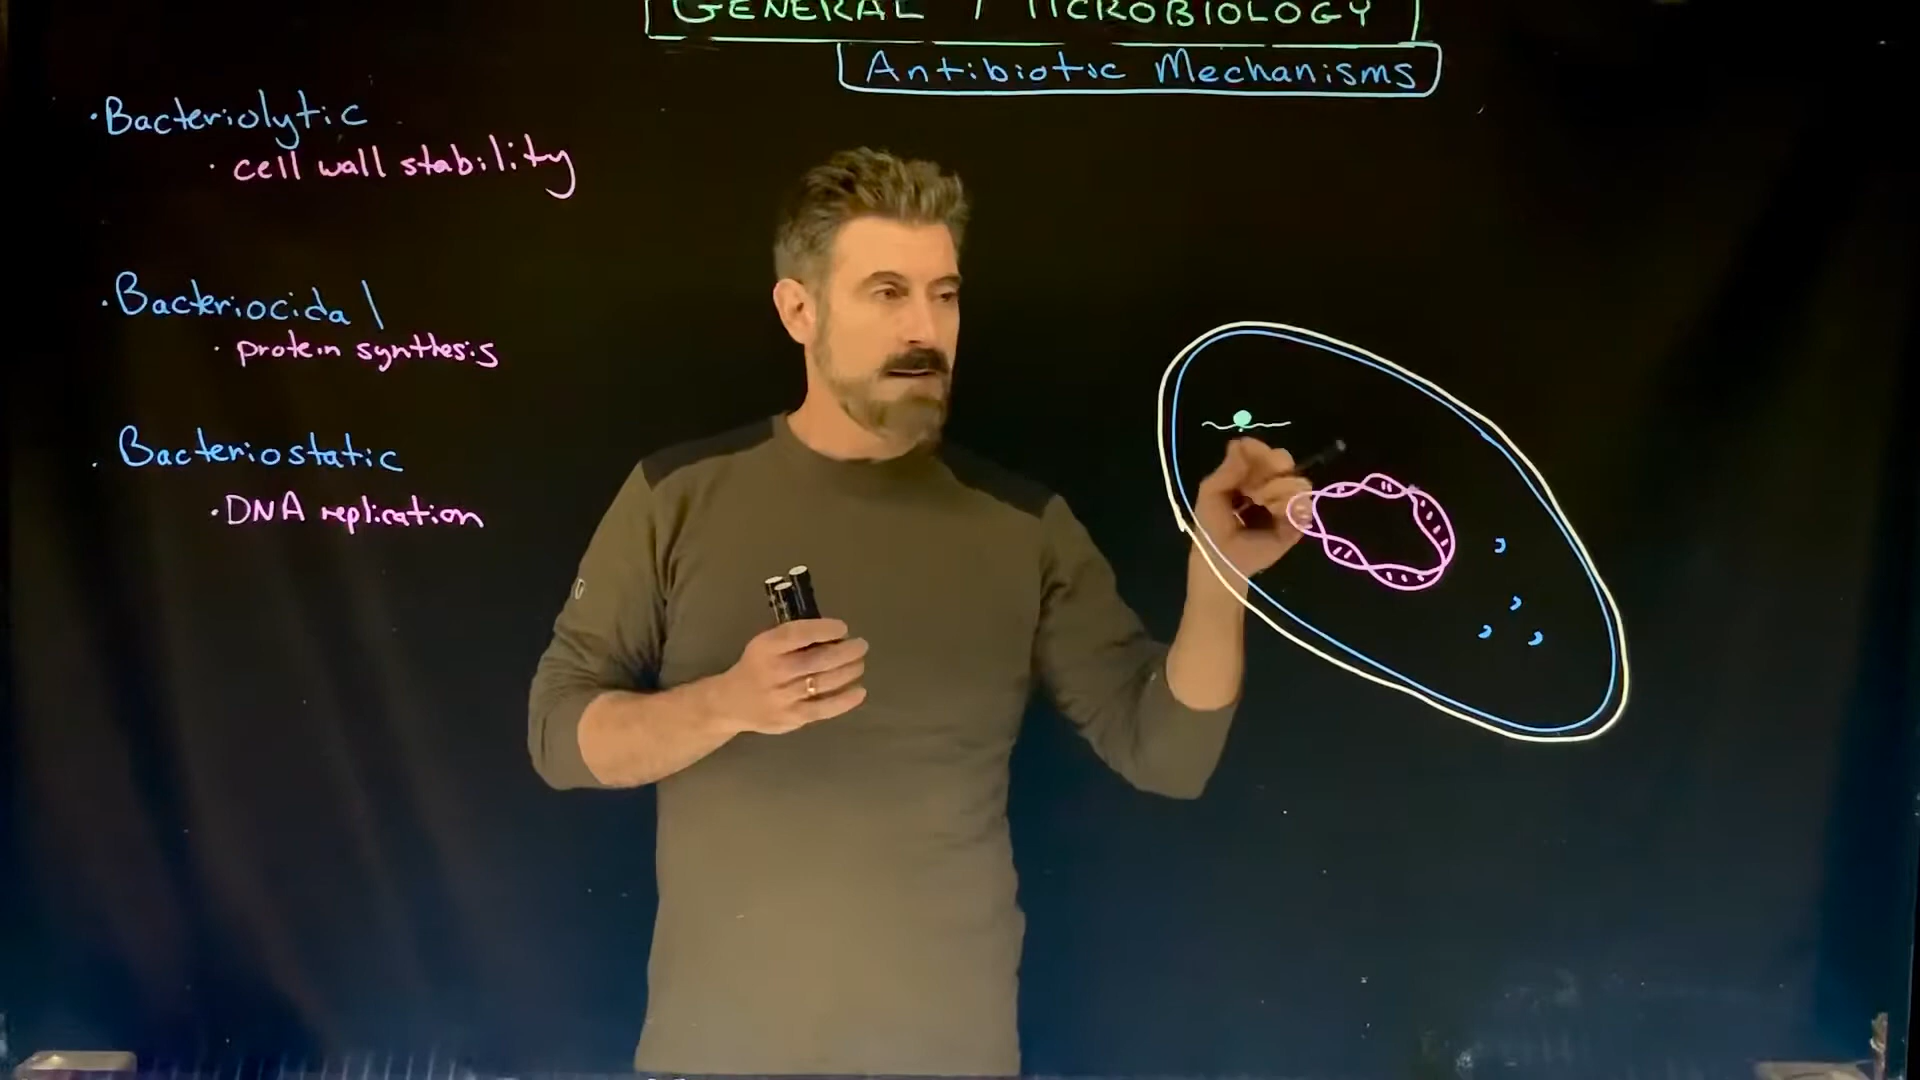 GENERAL MICROBIOLOGY
Antibiotic Mechanisms
·Bacteriolytic
· cell wall stability
·Bacteriocidal
· protein synthesis
· Bacteriostatic
· DNA replication